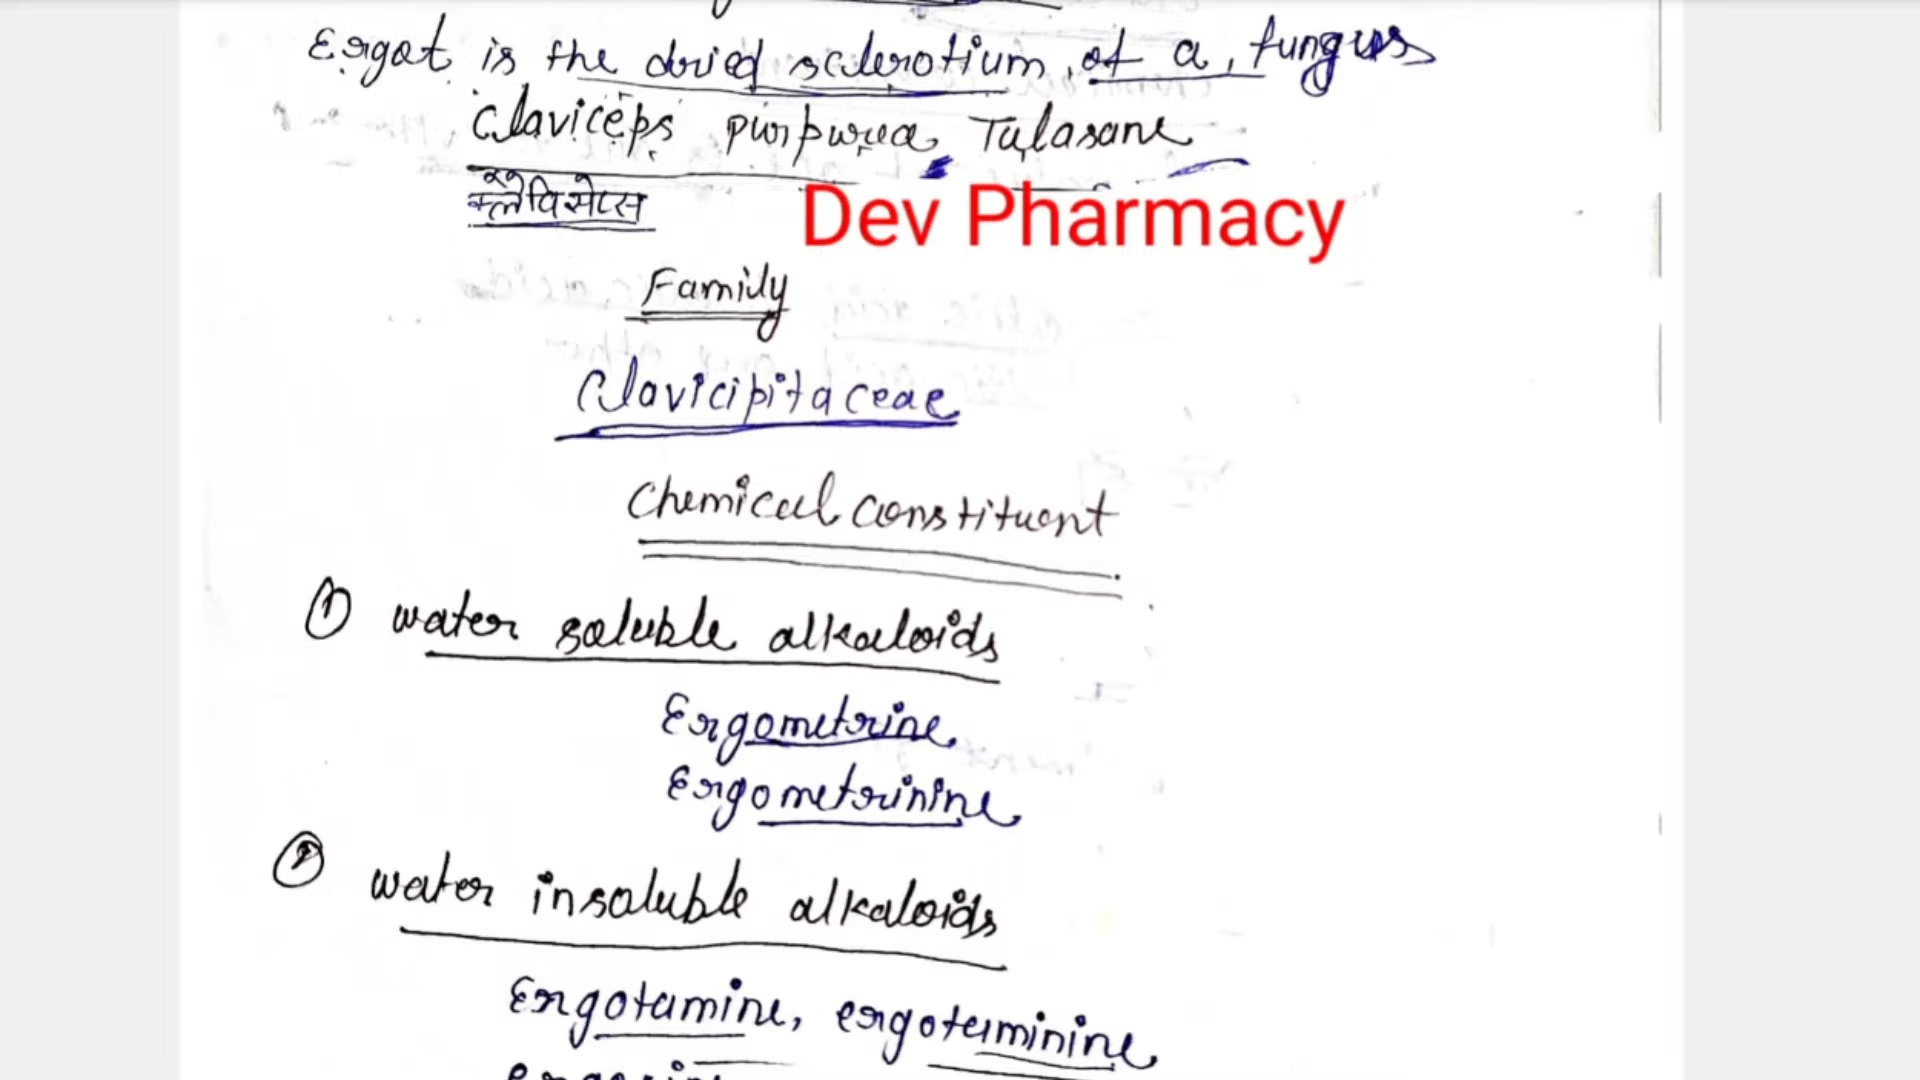 Ergot is the dried sclerotium of a fungus
Claviceps purpurea Tulasane
क्लेविसेप्स
Dev Pharmacy
Family
Clavicipitaceae
Chemical constituent
① water soluble alkaloids
Ergometrine
Ergometrinine
② water insoluble alkaloids
Ergotamine, ergotaminine